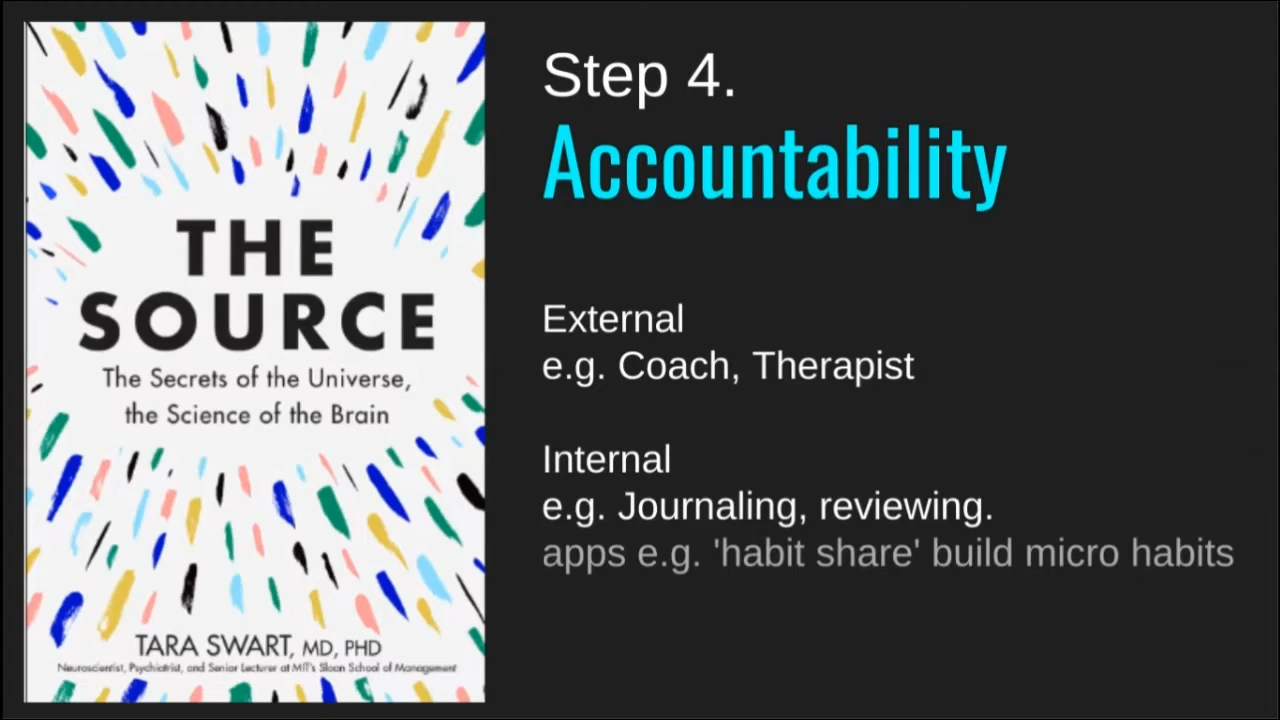 THE
SOURCE
The Secrets of the Universe,
the Science of the Brain
TARA SWART, MD, PHD
Neuroscientist, Psychiatrist, and Senior Lecturer at MIT's Sloan School of Management
Step 4.
Accountability
External
e.g. Coach, Therapist
Internal
e.g. Journaling, reviewing.
apps e.g. 'habit share' build micro habits